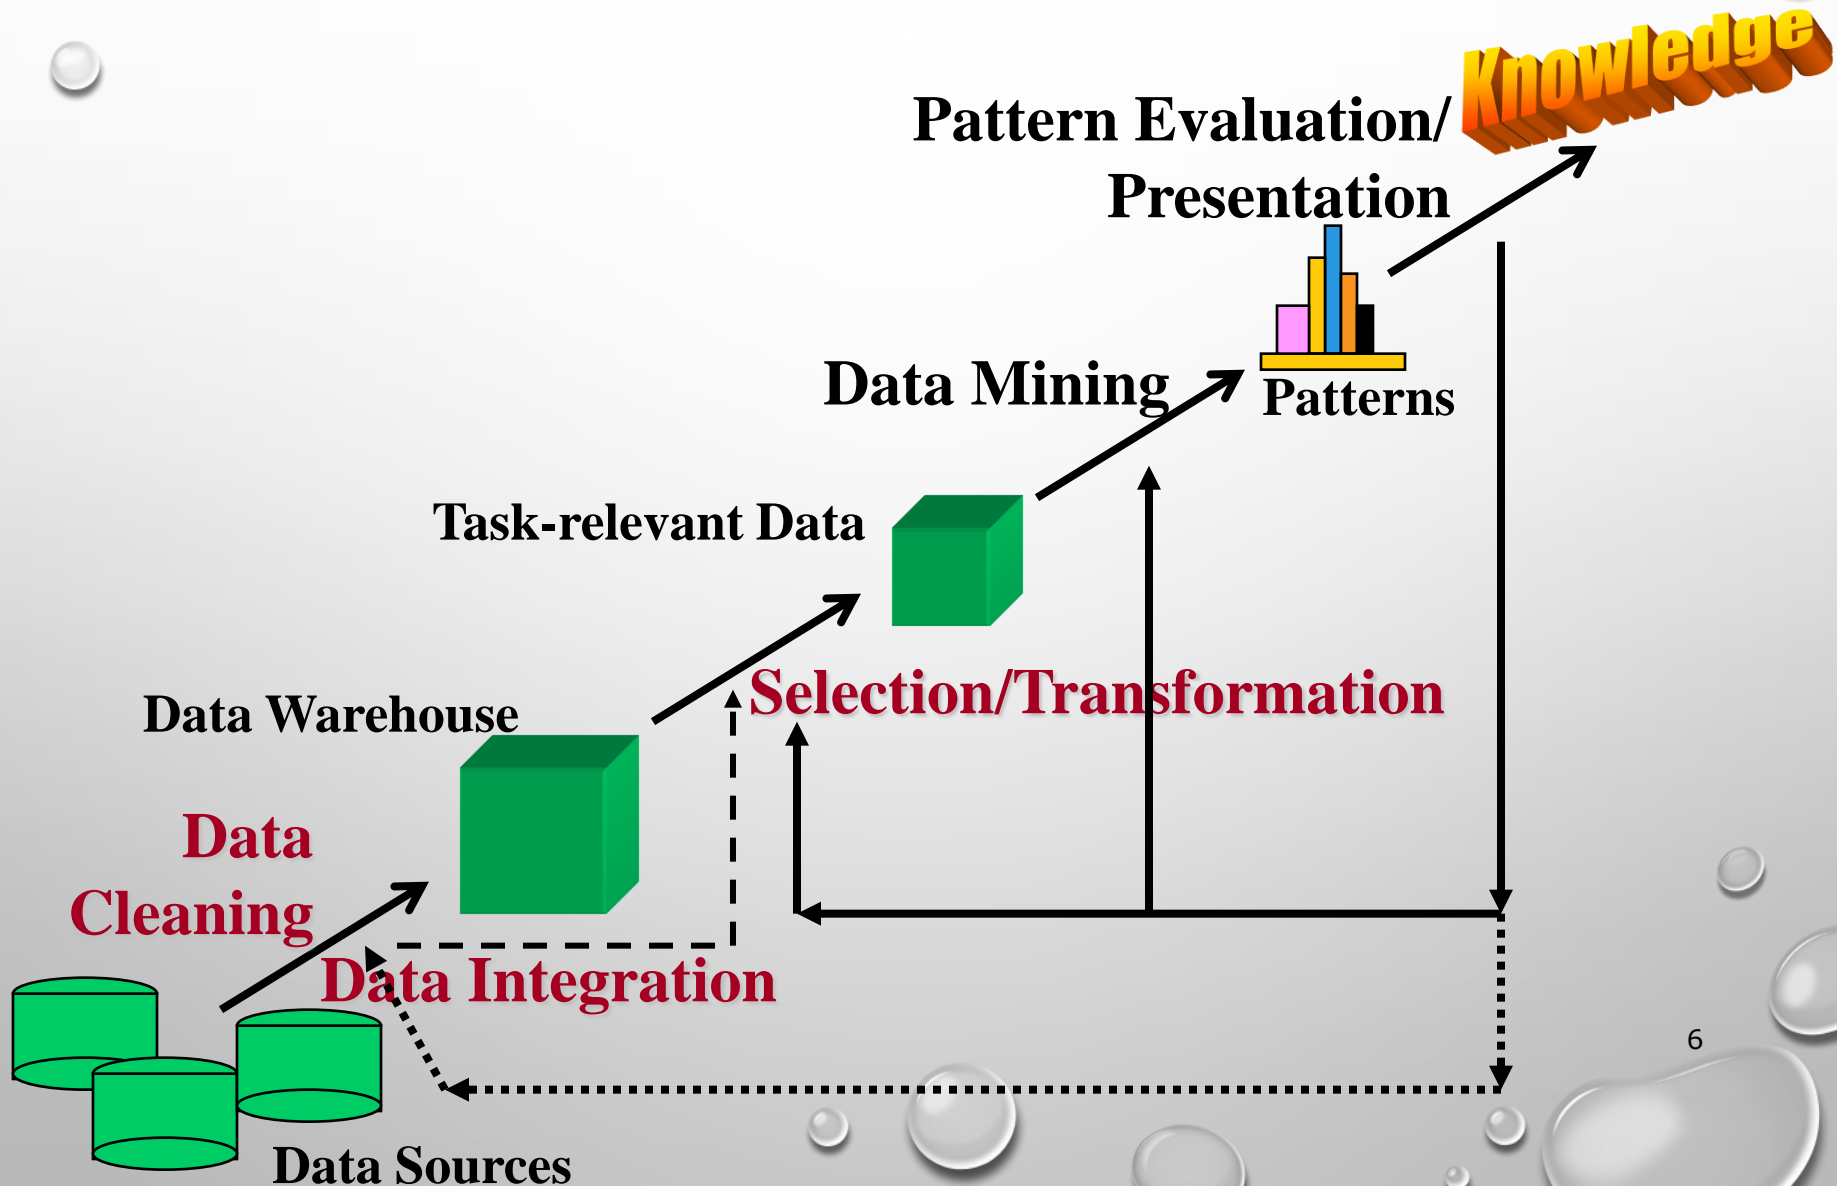 Knowledge
Pattern Evaluation/
Presentation
Data Mining
Patterns
Task-relevant Data
Selection/Transformation
Data Warehouse
Data
Cleaning
Data Integration
6
Data Sources